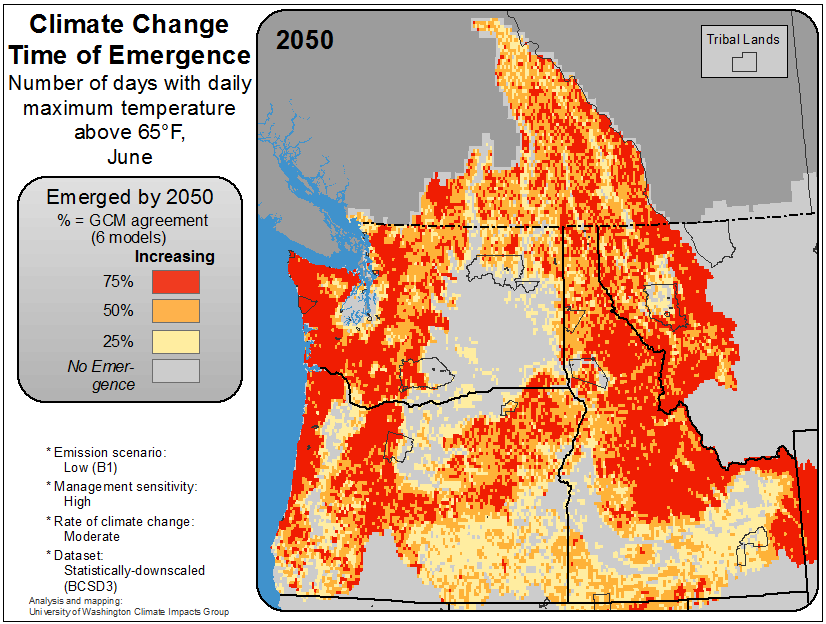 Climate Change
Time of Emergence
Number of days with daily
maximum temperature
above 65°F,
June
Emerged by 2050
% = GCM agreement
(6 models)
Increasing
75%
50%
25%
No Emer-
gence
* Emission scenario:
Low (B1)
* Management sensitivity:
High
* Rate of climate change:
Moderate
* Dataset:
Statistically-downscaled
(BCSD3)
Analysis and mapping:
University of Washington Climate Impacts Group
2050
Tribal Lands